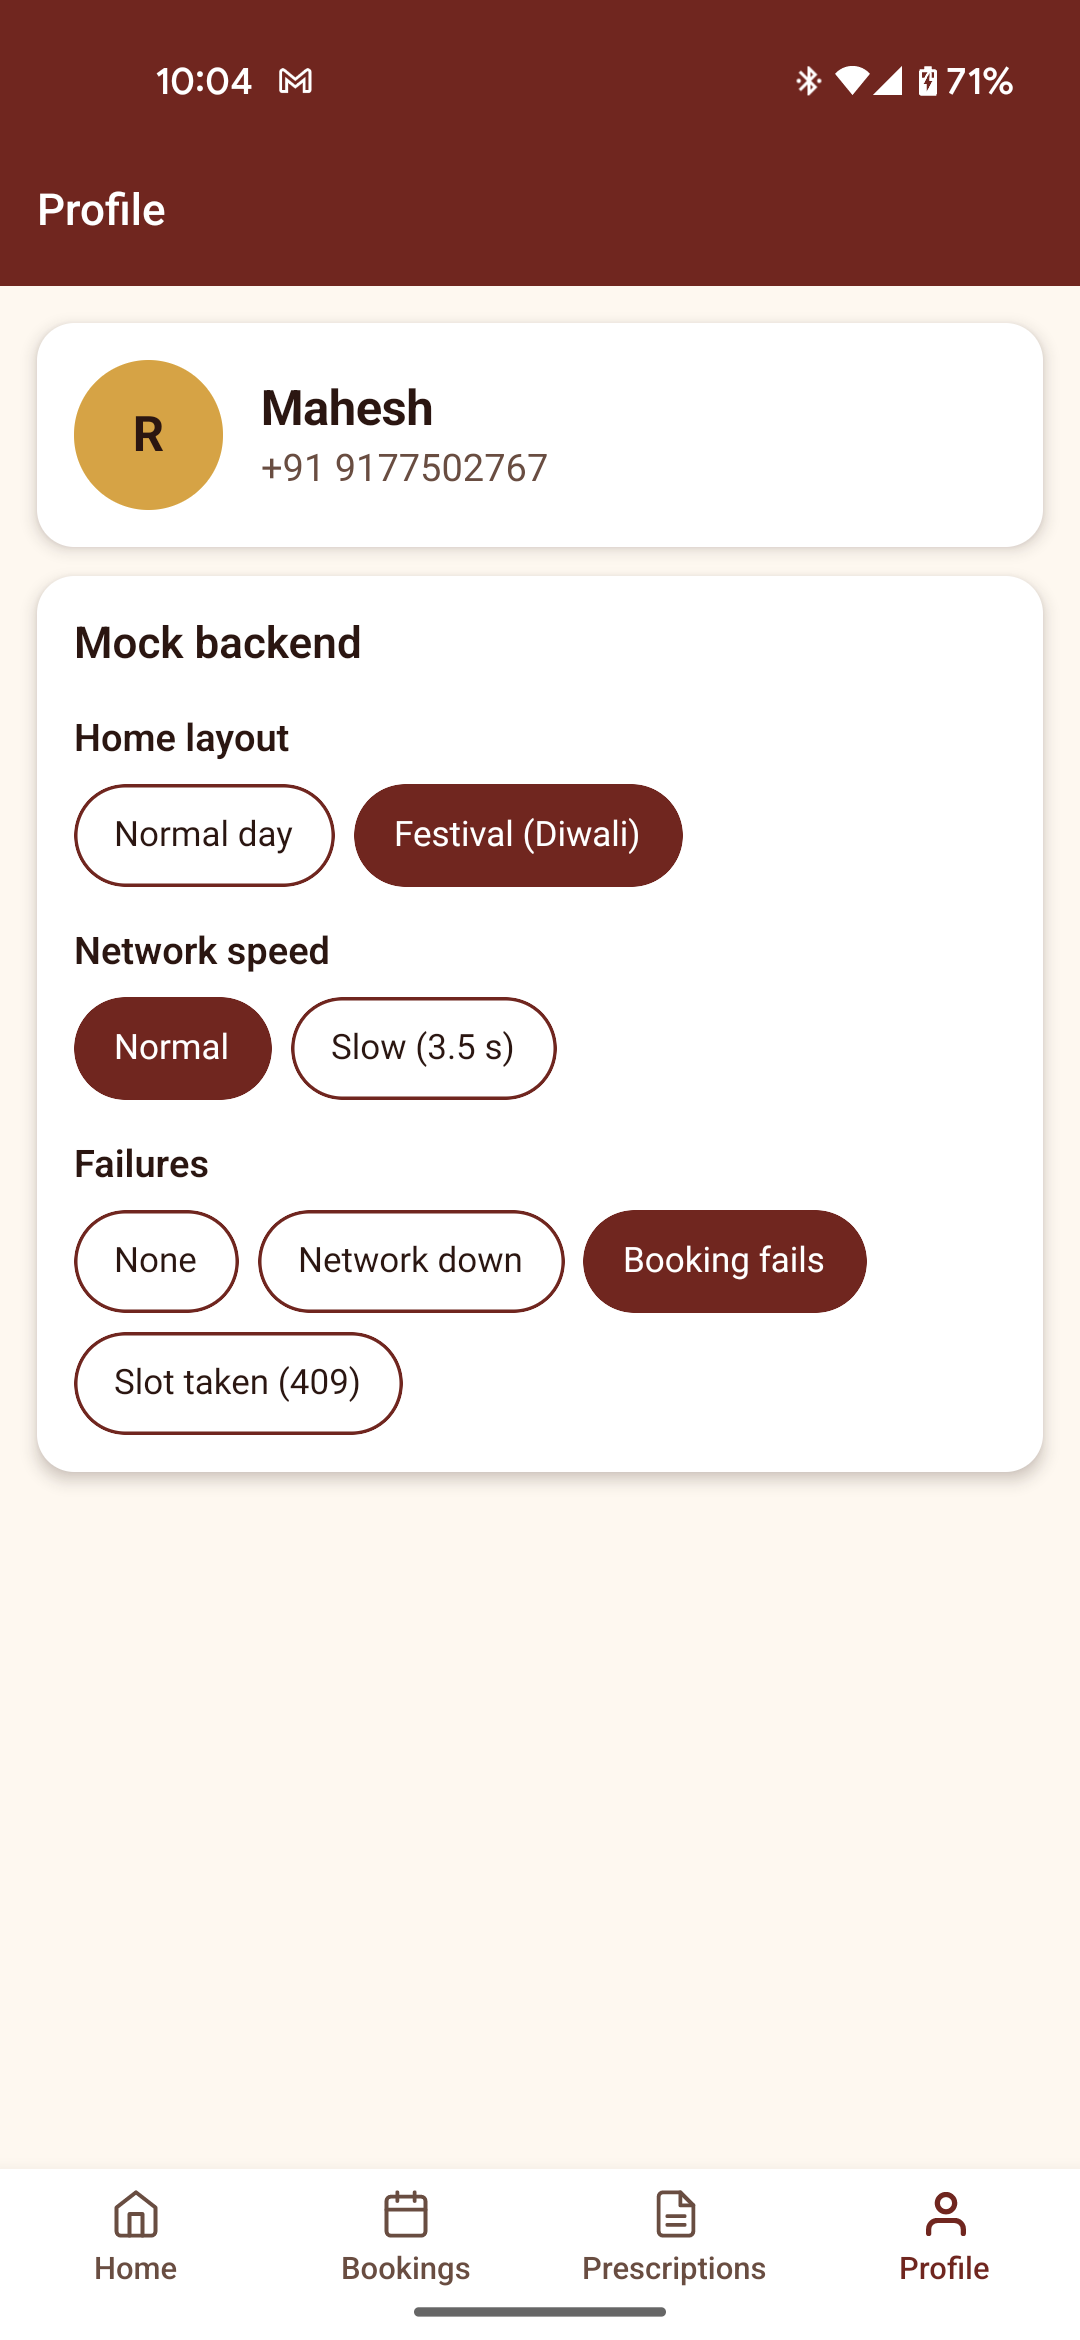 10:04 71%
Profile
R
Mahesh
+91 9177502767
Mock backend
Home layout
Normal day Festival (Diwali)
Network speed
Normal Slow (3.5 s)
Failures
None Network down Booking fails
Slot taken (409)
Home Bookings Prescriptions Profile